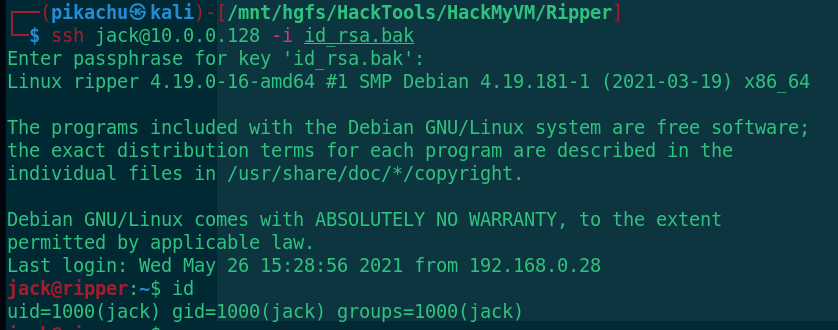 ┌──(pikachu㉿kali)-[/mnt/hgfs/HackTools/HackMyVM/Ripper]
└─$ ssh jack@10.0.0.128 -i id_rsa.bak
Enter passphrase for key 'id_rsa.bak':
Linux ripper 4.19.0-16-amd64 #1 SMP Debian 4.19.181-1 (2021-03-19) x86_64

The programs included with the Debian GNU/Linux system are free software;
the exact distribution terms for each program are described in the
individual files in /usr/share/doc/*/copyright.

Debian GNU/Linux comes with ABSOLUTELY NO WARRANTY, to the extent
permitted by applicable law.
Last login: Wed May 26 15:28:56 2021 from 192.168.0.28
jack@ripper:~$ id
uid=1000(jack) gid=1000(jack) groups=1000(jack)